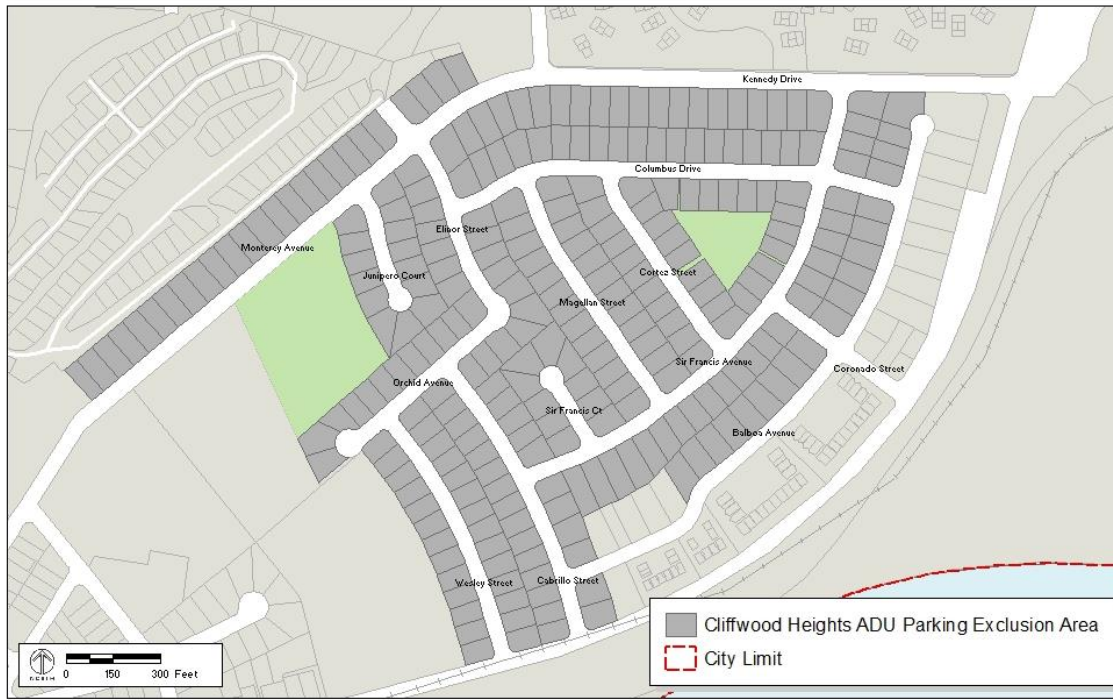 Kennedy Drive
Columbus Drive
Elinor Street
Monterey Avenue
Junipero Court
Cortez Street
Magellan Street
Sir Francis Avenue
Coronado Street
Orchid Avenue
Sir Francis Ct
Balboa Avenue
Wesley Street
Cabrillo Street
Cliffwood Heights ADU Parking Exclusion Area
City Limit
NORTH
0 150 300 Feet